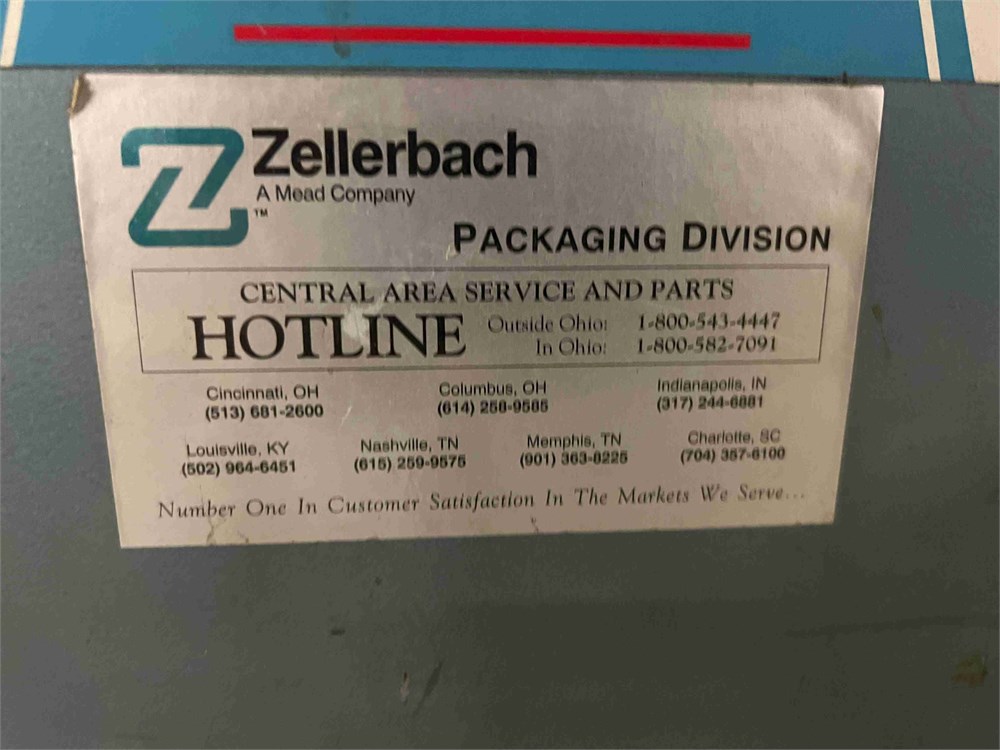 Zellerbach
A Mead Company
TM
PACKAGING DIVISION
CENTRAL AREA SERVICE AND PARTS
HOTLINE
Outside Ohio: 1-800-543-4447
In Ohio: 1-800-582-7091
Cincinnati, OH
(513) 681-2600
Columbus, OH
(614) 258-9585
Indianapolis, IN
(317) 244-6881
Louisville, KY
(502) 964-6451
Nashville, TN
(615) 259-9575
Memphis, TN
(901) 363-8225
Charlotte, SC
(704) 357-6100
Number One In Customer Satisfaction In The Markets We Serve...